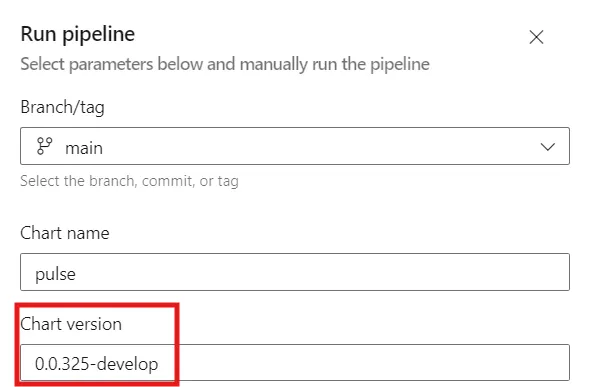 Run pipeline
Select parameters below and manually run the pipeline
Branch/tag
main
Select the branch, commit, or tag
Chart name
pulse
Chart version
0.0.325-develop